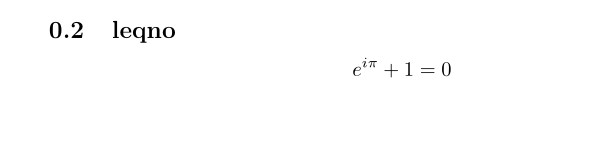 0.2 leqno
e^{iπ} + 1 = 0